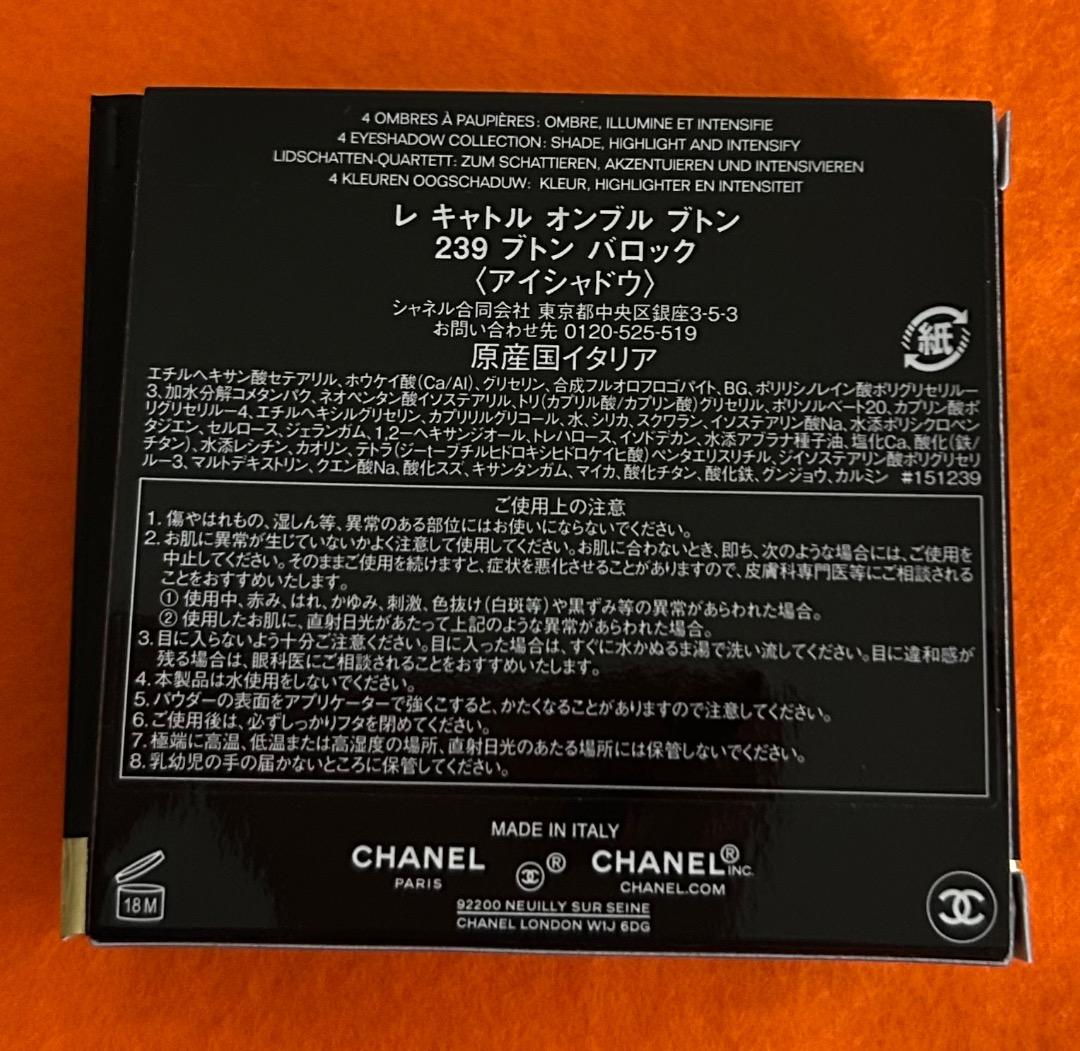 4 OMBRES À PAUPIÈRES : OMBRE, ILLUMINE ET INTENSIFIE
4 EYESHADOW COLLECTION : SHADE, HIGHLIGHT AND INTENSIFY
LIDSCHATTEN-QUARTETT : ZUM SCHATTIEREN, AKZENTUIEREN UND INTENSIVIEREN
4 KLEUREN OOGSCHADUW : KLEUR, HIGHLIGHTER EN INTENSITEIT
レ キャトル オンブル ブトン
239 ブトン バロック
〈アイシャドウ〉
シャネル合同会社 東京都中央区銀座3-5-3
お問い合わせ先 0120-525-519
原産国イタリア
紙
エチルヘキサン酸セテアリル、ホウケイ酸(Ca/Al)、グリセリン、合成フルオロフロゴパイト、BG、ポリリシノレイン酸ポリグリセリル-
3、加水分解コメタンパク、ネオペンタン酸イソステアリル、トリ(カプリル酸/カプリン酸)グリセリル、ポリソルベート20、カプリン酸ポ
リグリセリル-4、エチルヘキシルグリセリン、カプリリルグリコール、水、シリカ、スクワラン、イソステアリン酸Na、水添ポリシクロペン
タジエン、セルロース、ジェランガム、1,2-ヘキサンジオール、トレハロース、イソドデカン、水添アブラナ種子油、塩化Ca、酸化(鉄/
チタン)、水添レシチン、カオリン、テトラ(ジ-t-ブチルヒドロキシヒドロケイヒ酸)ペンタエリスリチル、ジイソステアリン酸ポリグリセリ
ル-3、マルトデキストリン、クエン酸Na、酸化スズ、キサンタンガム、マイカ、酸化チタン、酸化鉄、グンジョウ、カルミン #151239
ご使用上の注意
1. 傷やはれもの、湿しん等、異常のある部位にはお使いにならないでください。
2. お肌に異常が生じていないかよく注意して使用してください。お肌に合わないとき、即ち、次のような場合には、ご使用を
中止してください。そのままご使用を続けますと、症状を悪化させることがありますので、皮膚科専門医等にご相談される
ことをおすすめいたします。
① 使用中、赤み、はれ、かゆみ、刺激、色抜け(白斑等)や黒ずみ等の異常があらわれた場合。
② 使用したお肌に、直射日光があたって上記のような異常があらわれた場合。
3. 目に入らないよう十分ご注意ください。目に入った場合は、すぐに水かぬるま湯で洗い流してください。目に違和感が
残る場合は、眼科医にご相談されることをおすすめいたします。
4. 本製品は水使用をしないでください。
5. パウダーの表面をアプリケーターで強くこすると、かたくなることがありますので注意してください。
6. ご使用後は、必ずしっかりフタを閉めてください。
7. 極端に高温、低温または高湿度の場所、直射日光のあたる場所には保管しないでください。
8. 乳幼児の手の届かないところに保管してください。
MADE IN ITALY
CHANEL ® CHANEL® INC.
PARIS CHANEL.COM
92200 NEUILLY SUR SEINE
CHANEL LONDON W1J 6DG
18 M